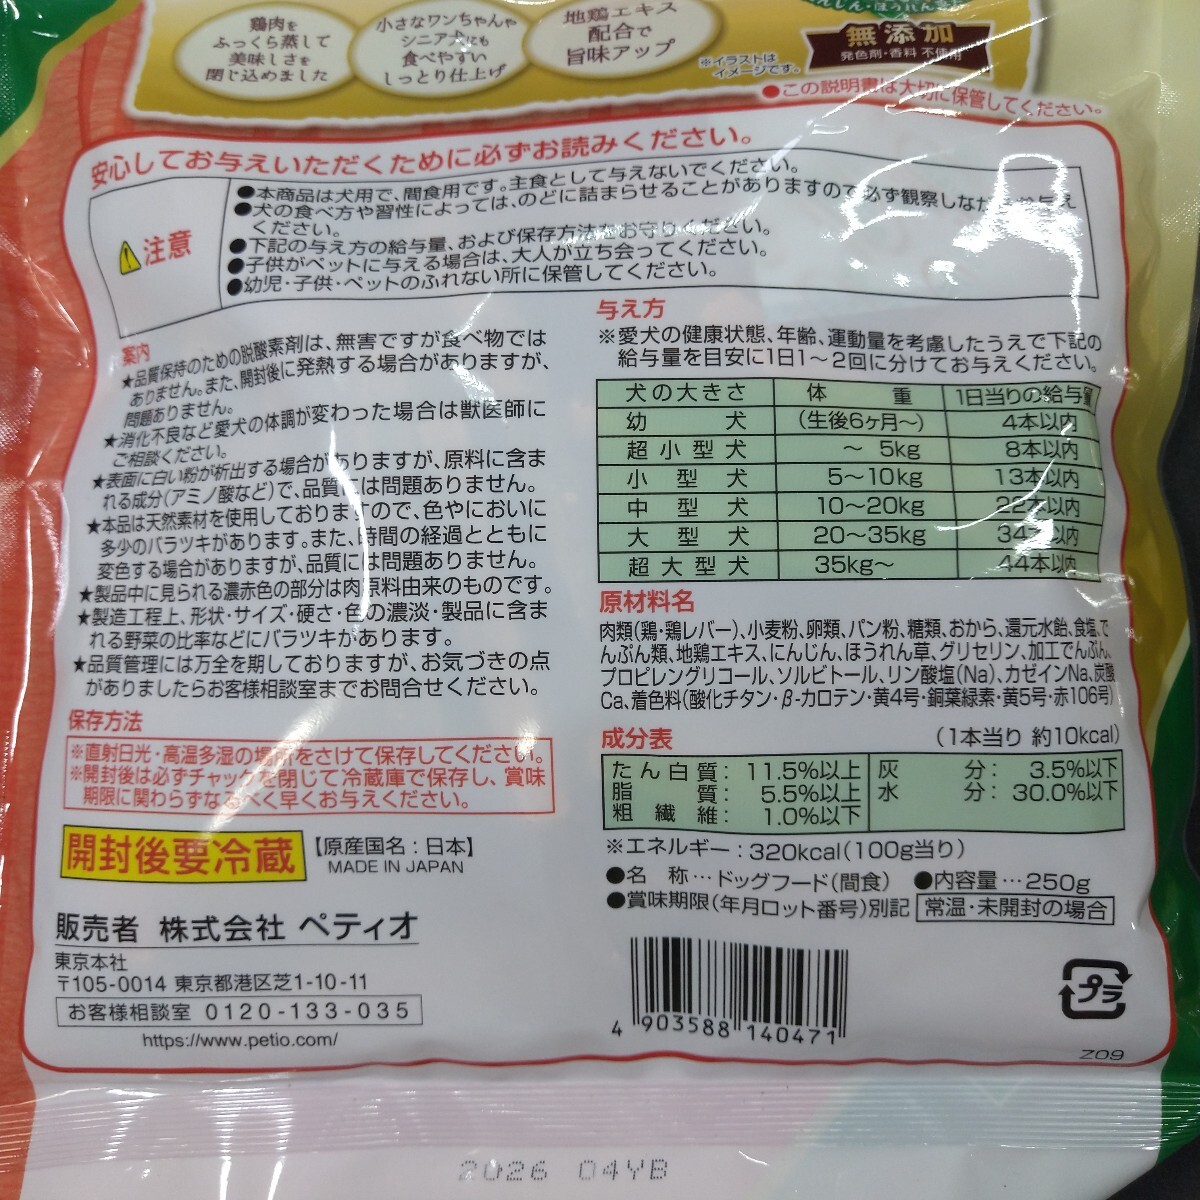 鶏肉を
ふっくら蒸して
美味しさを
閉じ込めました
小さなワンちゃんや
シニア犬にも
食べやすい
しっとり仕上げ
地鶏エキス
配合で
旨味アップ
※イラストは
イメージです。
んじん・ほうれん草
無添加
発色剤・香料 不使用
●この説明書は大切に保管してください。
安心してお与えいただくために必ずお読みください。
注意
●本商品は犬用で、間食用です。主食として与えないでください。
●犬の食べ方や習性によっては、のどに詰まらせることがありますので必ず観察しながらお与え
ください。
●下記の与え方の給与量、および保存方法をお守りください。
●子供がペットに与える場合は、大人が立ち会ってください。
●幼児・子供・ペットのふれない所に保管してください。
案内
★品質保持のための脱酸素剤は、無害ですが食べ物では
ありません。また、開封後に発熱する場合がありますが、
問題ありません。
★消化不良など愛犬の体調が変わった場合は獣医師に
ご相談ください。
★表面に白い粉が析出する場合がありますが、原料に含ま
れる成分(アミノ酸など)で、品質には問題ありません。
★本品は天然素材を使用しておりますので、色やにおいに
多少のバラツキがあります。また、時間の経過とともに
変色する場合がありますが、品質には問題ありません。
★製品中に見られる濃赤色の部分は肉原料由来のものです。
★製造工程上、形状・サイズ・硬さ・色の濃淡・製品に含ま
れる野菜の比率などにバラツキがあります。
★品質管理には万全を期しておりますが、お気づきの点
がありましたらお客様相談室までお問合せください。
保存方法
※直射日光・高温多湿の場所をさけて保存してください。
※開封後は必ずチャックを閉じて冷蔵庫で保存し、賞味
期限に関わらずなるべく早くお与えください。
開封後要冷蔵
【原産国名：日本】
MADE IN JAPAN
販売者 株式会社 ペティオ
東京本社
〒105-0014 東京都港区芝1-10-11
お客様相談室 0120-133-035
https://www.petio.com/
与え方
※愛犬の健康状態、年齢、運動量を考慮したうえで下記の
給与量を目安に1日1～2回に分けてお与えください。
犬の大きさ 体重 1日当りの給与量
幼犬 (生後6ヶ月～) 4本以内
超小型犬 ～ 5kg 8本以内
小型犬 5～10kg 13本以内
中型犬 10～20kg 22本以内
大型犬 20～35kg 34本以内
超大型犬 35kg～ 44本以内
原材料名
肉類(鶏・鶏レバー)、小麦粉、卵類、パン粉、糖類、おから、還元水飴、食塩、で
んぷん類、地鶏エキス、にんじん、ほうれん草、グリセリン、加工でんぷん、
プロピレングリコール、ソルビトール、リン酸塩(Na)、カゼインNa、炭酸
Ca、着色料(酸化チタン・β-カロテン・黄4号・銅葉緑素・黄5号・赤106号)
成分表 (1本当り 約10kcal)
たん白質： 11.5%以上 灰分： 3.5%以下
脂質： 5.5%以上 水分： 30.0%以下
粗繊維： 1.0%以下
※エネルギー：320kcal(100g当り)
●名 称…ドッグフード(間食) ●内容量…250g
●賞味期限(年月ロット番号)別記 常温・未開封の場合
4 903588 140471
プラ
Z09
2026 04YB